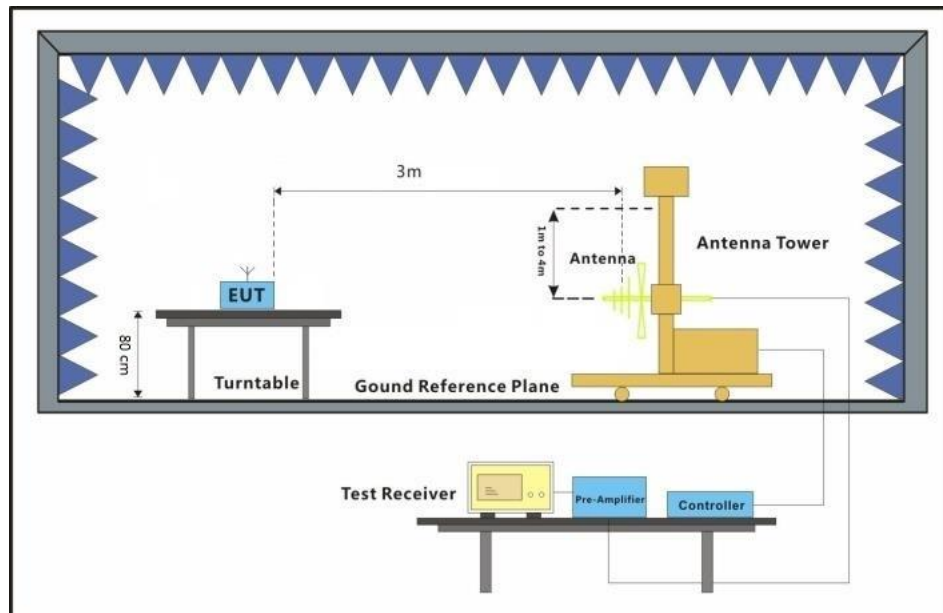 3m
1m to 4m
Antenna
Antenna Tower
EUT
80 cm
Turntable
Gound Reference Plane
Test Receiver
Pre-Amplifier
Controller